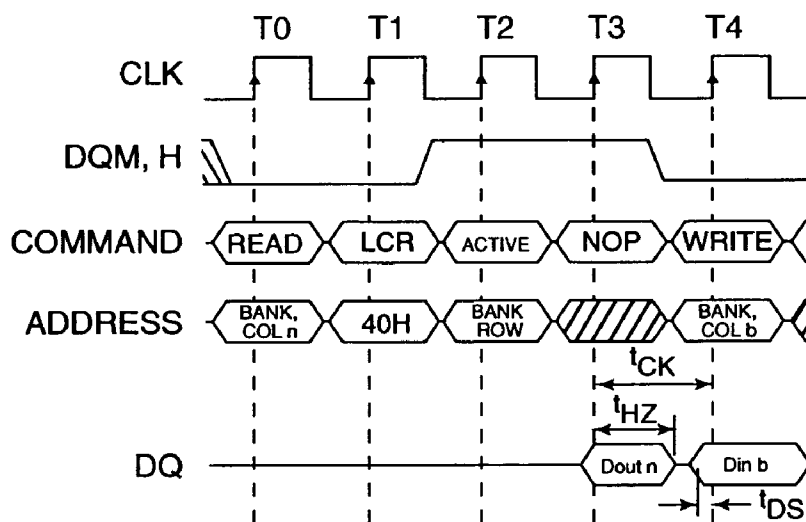 T0 T1 T2 T3 T4
CLK
DQM, H
COMMAND READ LCR ACTIVE NOP WRITE
ADDRESS BANK, COL n 40H BANK ROW BANK, COL b
tCK
tHZ
DQ Dout n Din b
tDS